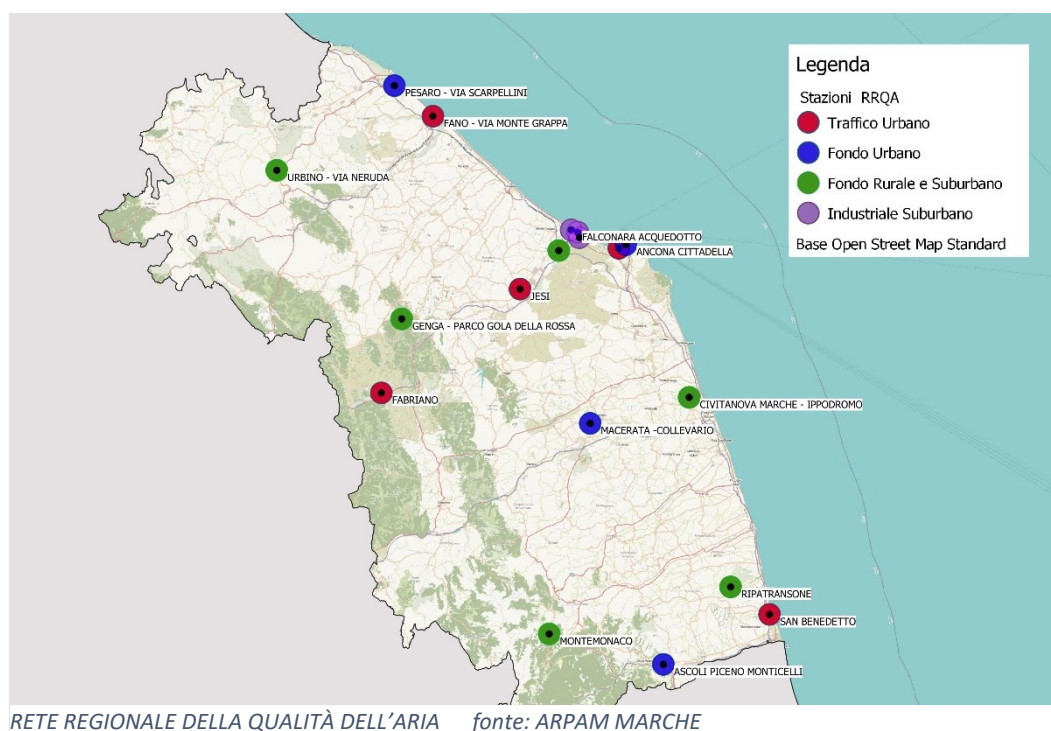 Legenda
Stazioni RRQA
Traffico Urbano
Fondo Urbano
Fondo Rurale e Suburbano
Industriale Suburbano
Base Open Street Map Standard
PESARO - VIA SCARPELLINI
FANO - VIA MONTE GRAPPA
URBINO - VIA NERUDA
FALCONARA ACQUEDOTTO
ANCONA CITTADELLA
JESI
GENGA - PARCO GOLA DELLA ROSSA
FABRIANO
CIVITANOVA MARCHE - IPPODROMO
MACERATA -COLLEVARIO
RIPATRANSONE
SAN BENEDETTO
MONTEMONACO
ASCOLI PICENO MONTICELLI
RETE REGIONALE DELLA QUALITÀ DELL'ARIA fonte: ARPAM MARCHE